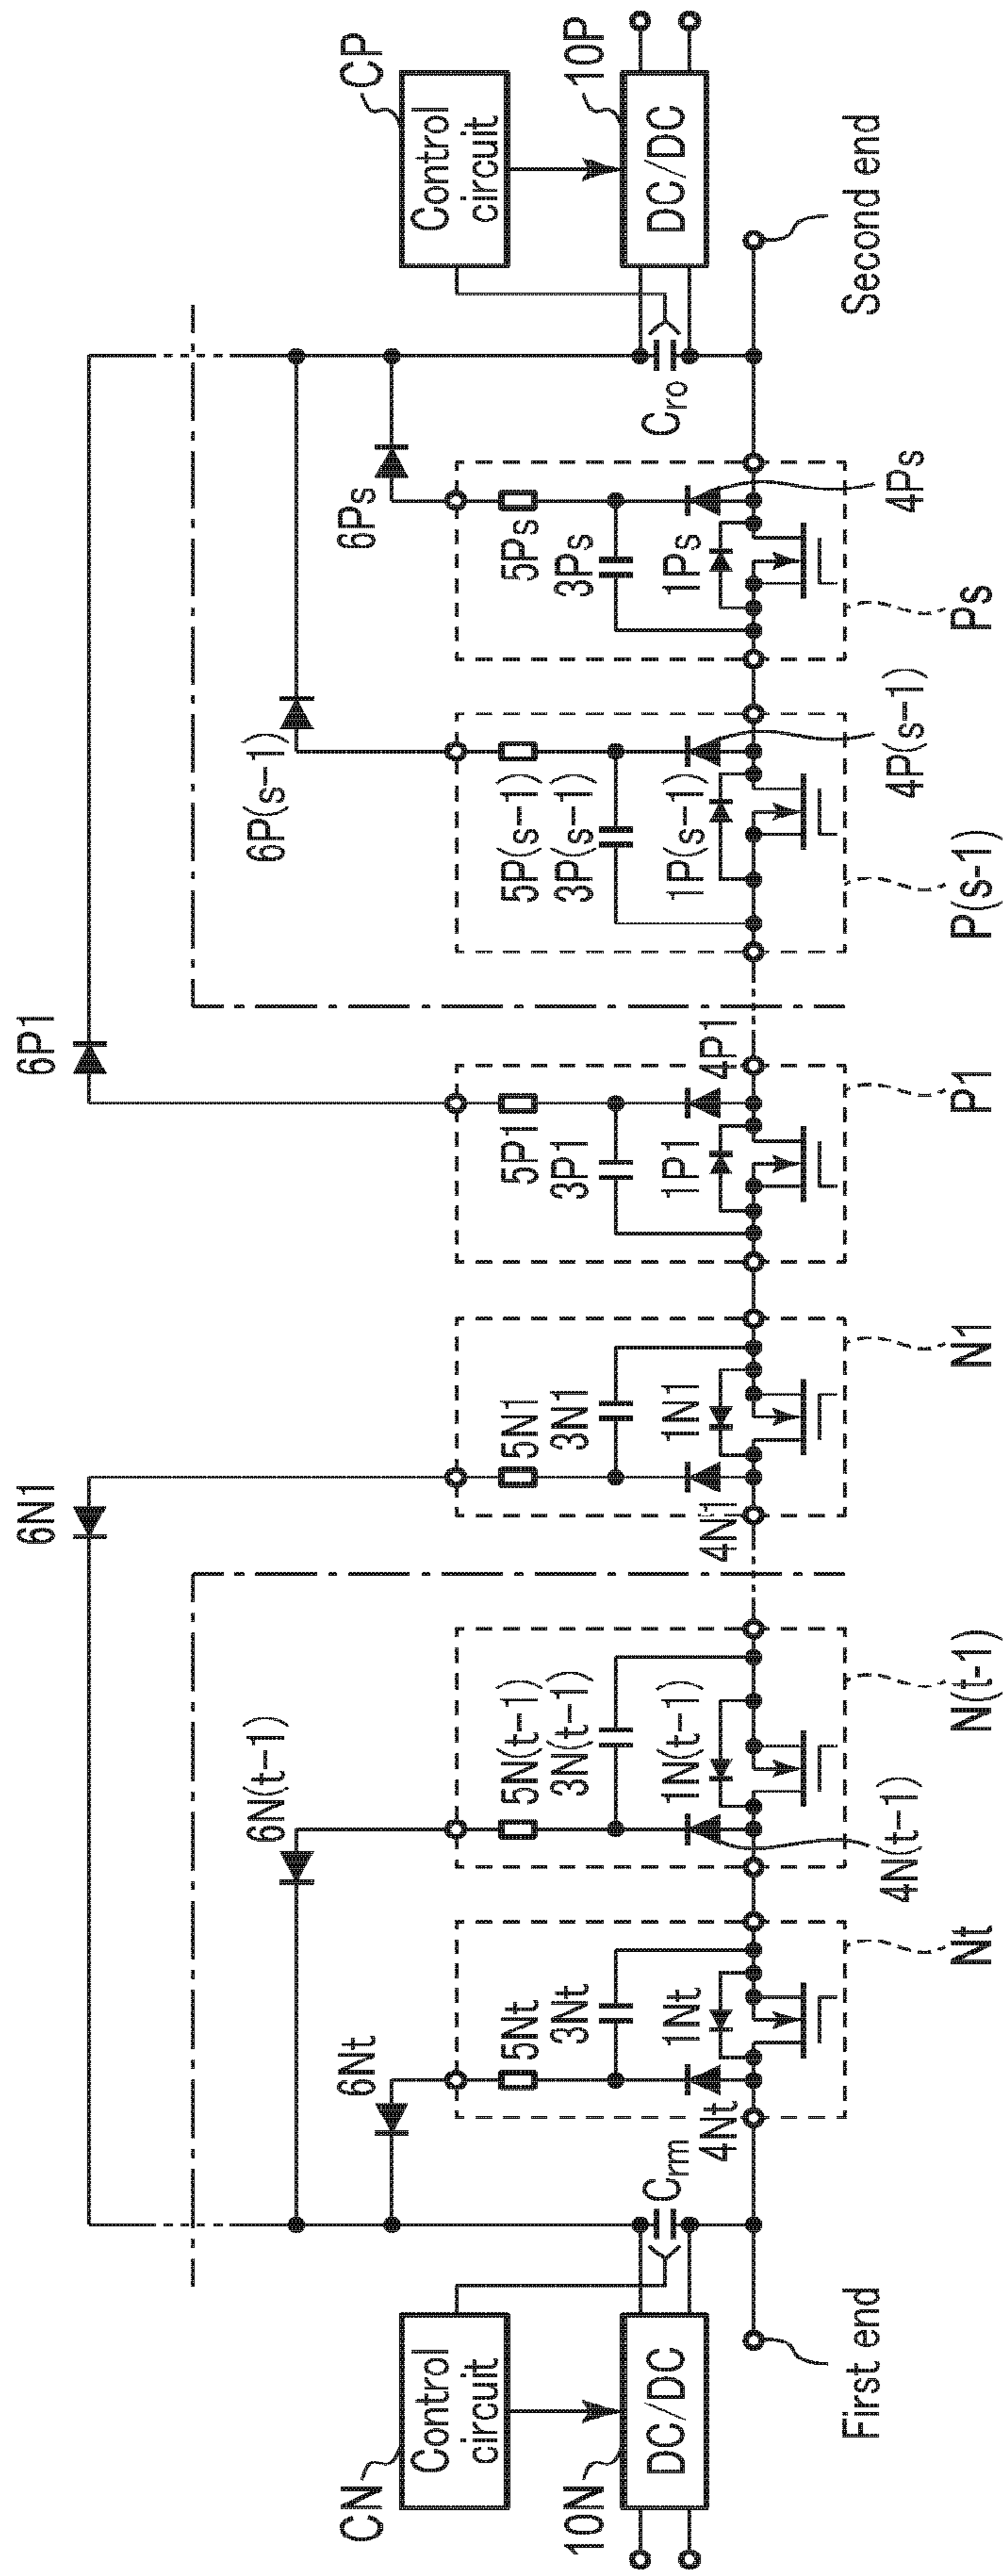 6N1
6P1
6N(t−1)
6P(s−1)
6Nt
6Ps
CN
Control
circuit
CP
Control
circuit
5Nt
3Nt
1Nt
4Nt
5N(t−1)
3N(t−1)
1N(t−1)
4N(t−1)
5N1
3N1
1N1
4N1
5P1
3P1
1P1
4P1
5P(s−1)
3P(s−1)
1P(s−1)
4P(s−1)
5Ps
3Ps
1Ps
4Ps
10N
DC/DC
Crm
Cro
DC/DC
10P
First end
Second end
Nt
N(t-1)
N1
P1
P(s-1)
Ps